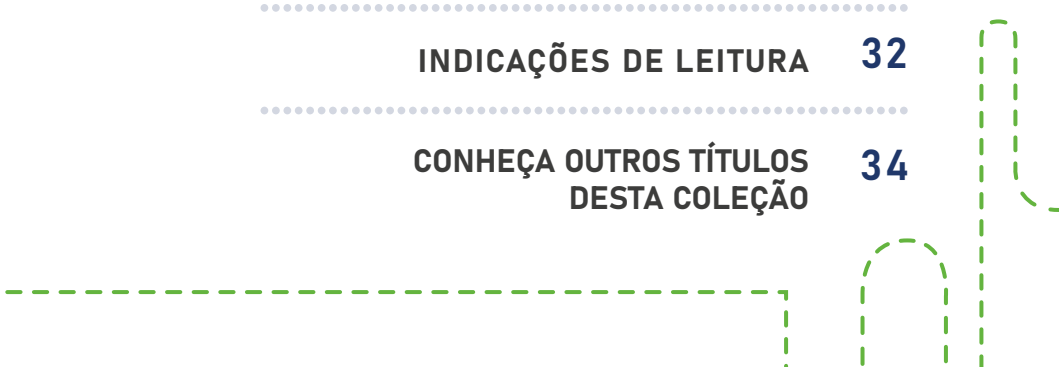 INDICAÇÕES DE LEITURA 32
CONHEÇA OUTROS TÍTULOS 34
DESTA COLEÇÃO